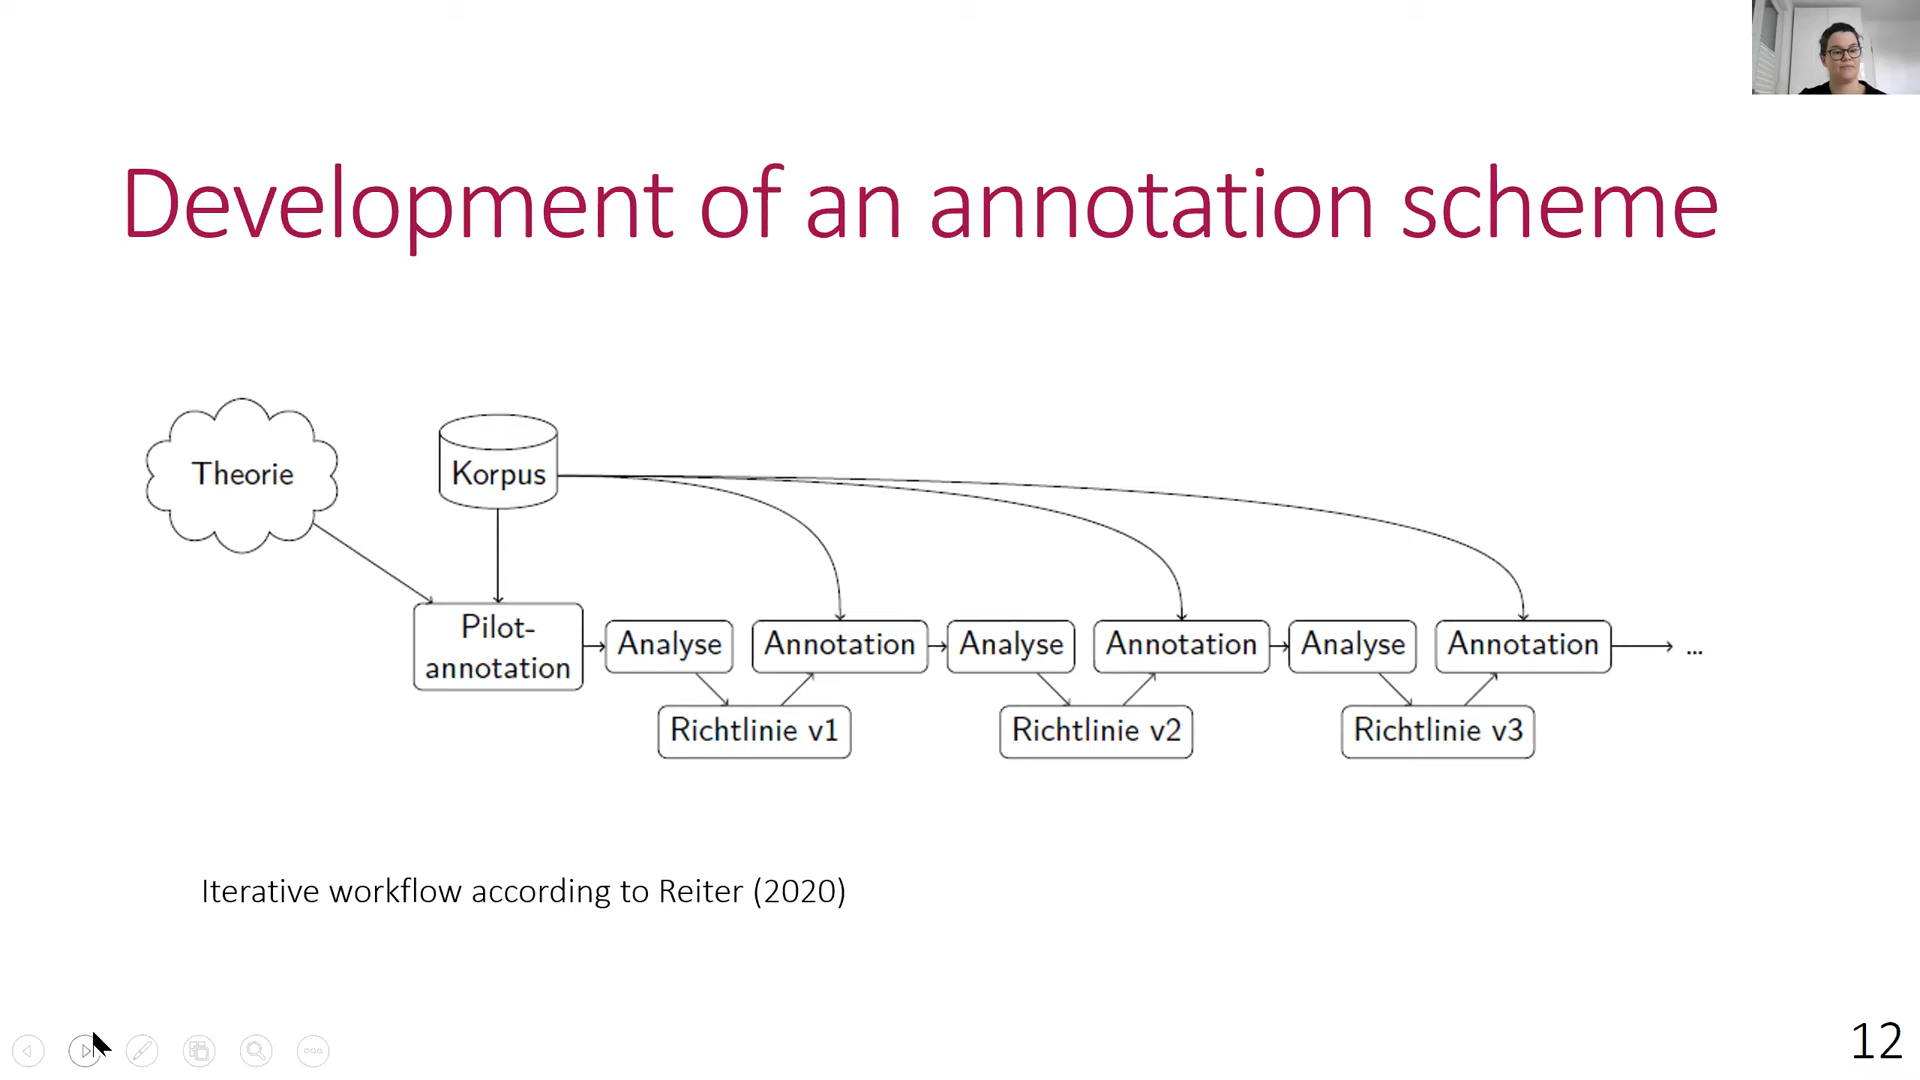 Development of an annotation scheme
Theorie
Korpus
Pilot-
annotation
Analyse
Annotation
Analyse
Annotation
Analyse
Annotation
...
Richtlinie v1
Richtlinie v2
Richtlinie v3
Iterative workflow according to Reiter (2020)
12